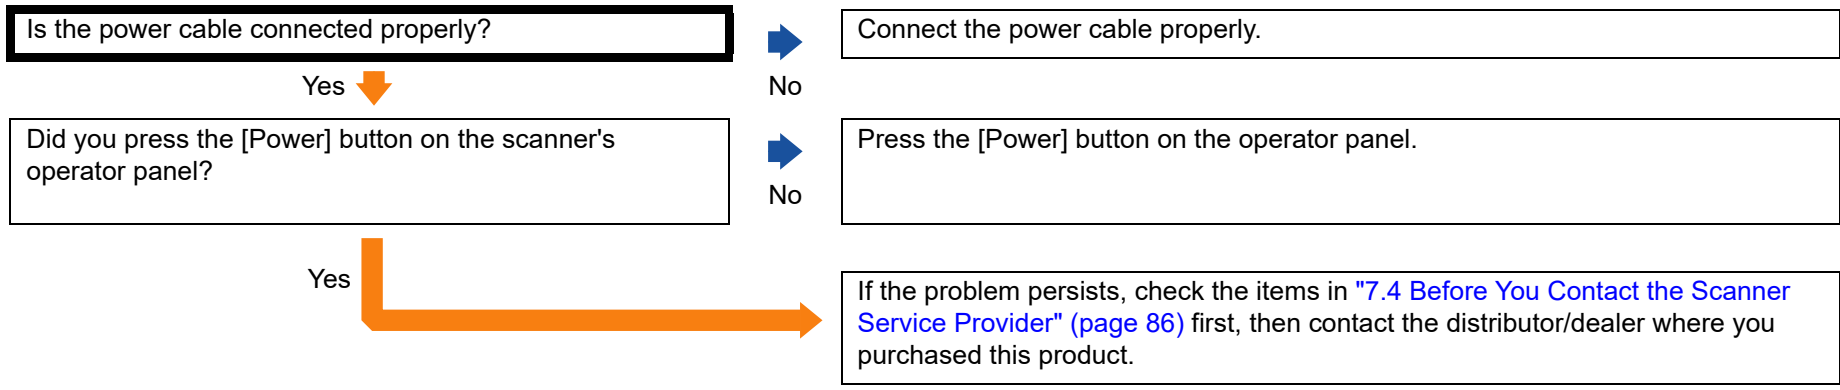 Is the power cable connected properly?
Connect the power cable properly.
Yes
No
Did you press the [Power] button on the scanner's
operator panel?
Press the [Power] button on the operator panel.
No
Yes
If the problem persists, check the items in "7.4 Before You Contact the Scanner
Service Provider" (page 86) first, then contact the distributor/dealer where you
purchased this product.